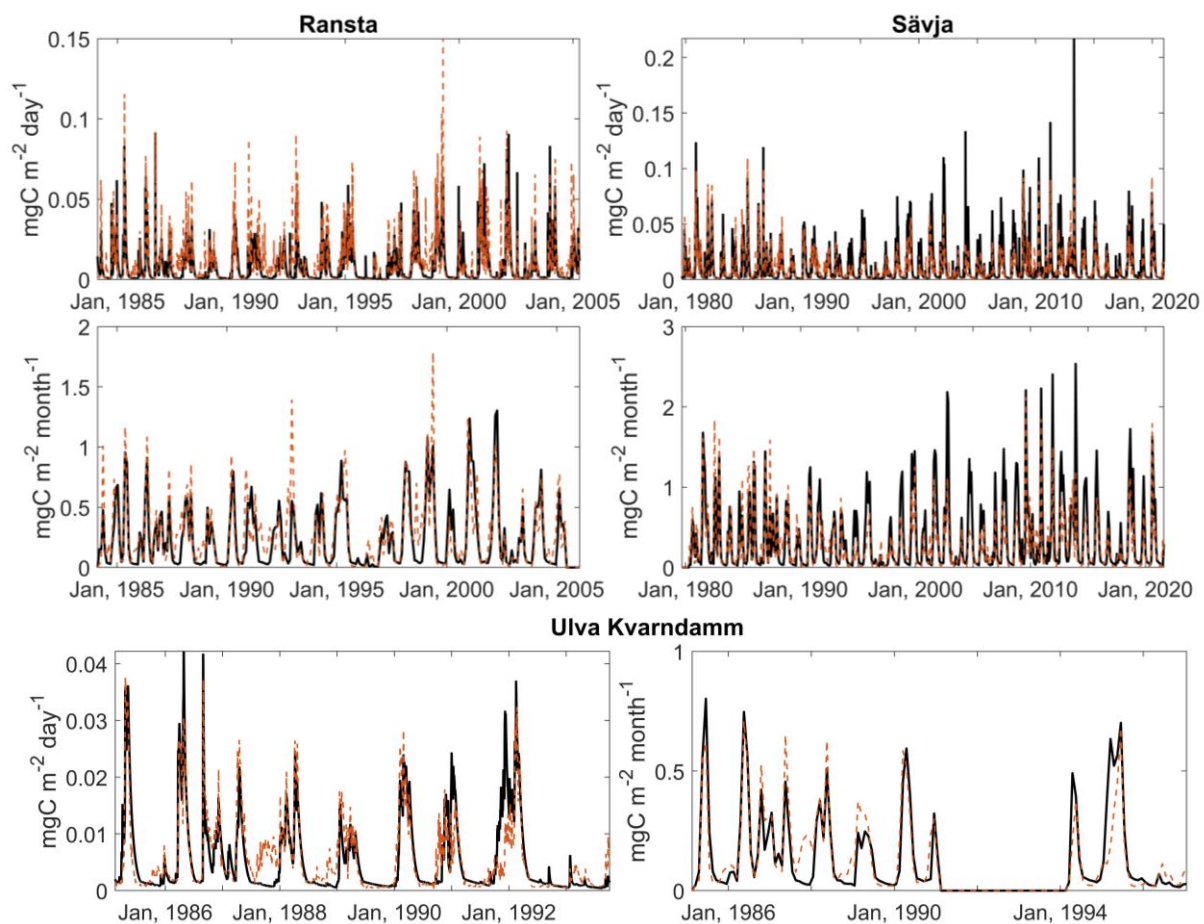 Ransta
Sävja
mgC m⁻² day⁻¹
0.15
0.1
0.05
0
Jan, 1985 Jan, 1990 Jan, 1995 Jan, 2000 Jan, 2005
mgC m⁻² day⁻¹
0.2
0.15
0.1
0.05
0
Jan, 1980 Jan, 1990 Jan, 2000 Jan, 2010 Jan, 2020
mgC m⁻² month⁻¹
2
1.5
1
0.5
0
Jan, 1985 Jan, 1990 Jan, 1995 Jan, 2000 Jan, 2005
mgC m⁻² month⁻¹
3
2
1
0
Jan, 1980 Jan, 1990 Jan, 2000 Jan, 2010 Jan, 2020
Ulva Kvarndamm
mgC m⁻² day⁻¹
0.04
0.03
0.02
0.01
0
Jan, 1986 Jan, 1988 Jan, 1990 Jan, 1992
mgC m⁻² month⁻¹
1
0.5
0
Jan, 1986 Jan, 1990 Jan, 1994